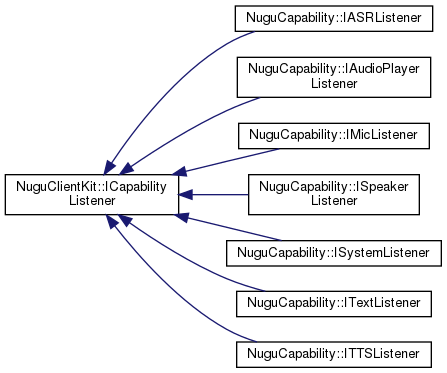 NuguCapability::IASRListener
NuguCapability::IAudioPlayer
Listener
NuguCapability::IMicListener
NuguClientKit::ICapability
Listener
NuguCapability::ISpeaker
Listener
NuguCapability::ISystemListener
NuguCapability::ITextListener
NuguCapability::ITTSListener